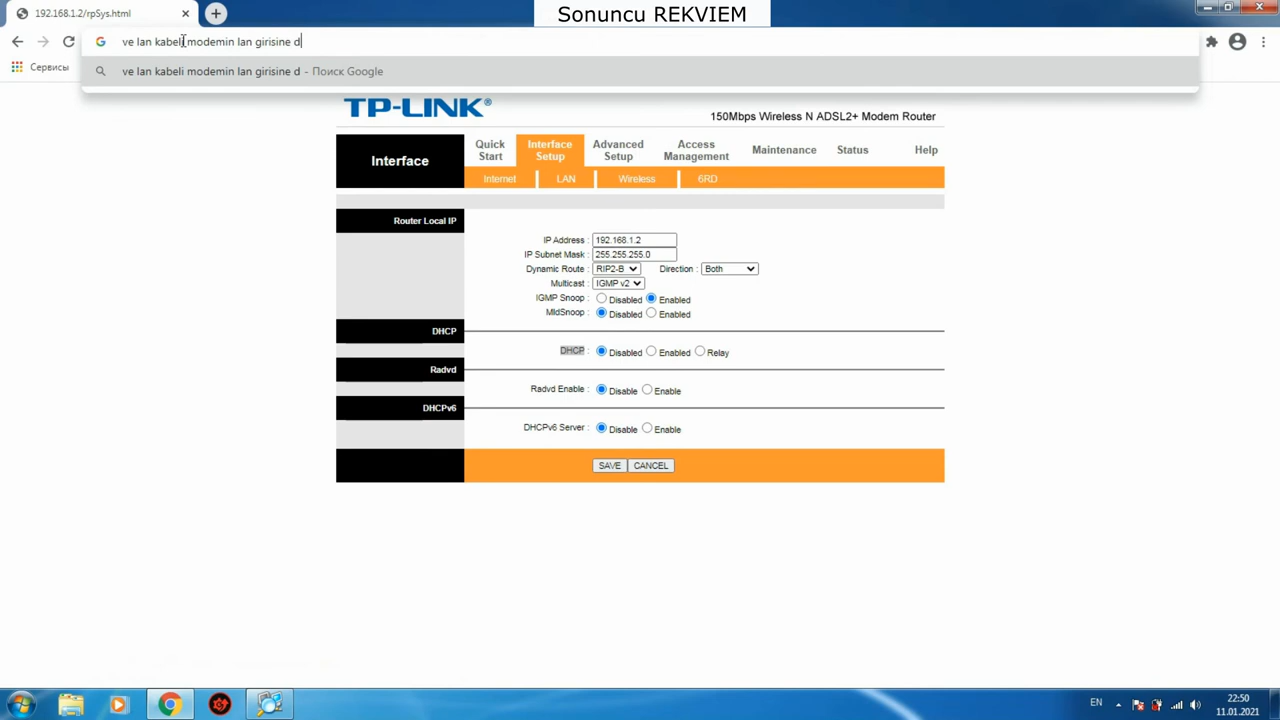 192.168.1.2/rpSys.html
Sonuncu REKVIEM
ve lan kabeli modemin lan girisine d
Сервисы
ve lan kabeli modemin lan girisine d - Поиск Google
TP-LINK®
150Mbps Wireless N ADSL2+ Modem Router
Interface
Quick Start
Interface Setup
Advanced Setup
Access Management
Maintenance
Status
Help
Internet
LAN
Wireless
6RD
Router Local IP
IP Address : 192.168.1.2
IP Subnet Mask : 255.255.255.0
Dynamic Route : RIP2-B Direction : Both
Multicast : IGMP v2
IGMP Snoop : Disabled Enabled
MldSnoop : Disabled Enabled
DHCP
DHCP : Disabled Enabled Relay
Radvd
Radvd Enable : Disable Enable
DHCPv6
DHCPv6 Server : Disable Enable
SAVE CANCEL
EN
22:50
11.01.2021